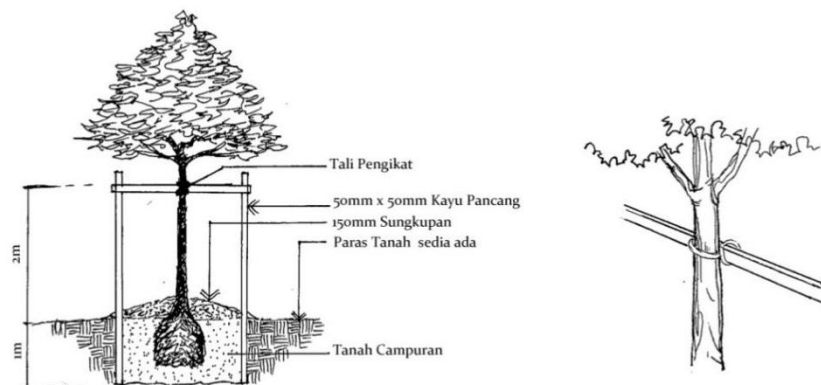 Tali Pengikat
50mm x 50mm Kayu Pancang
150mm Sungkupan
Paras Tanah sedia ada
2m
1m
Tanah Campuran